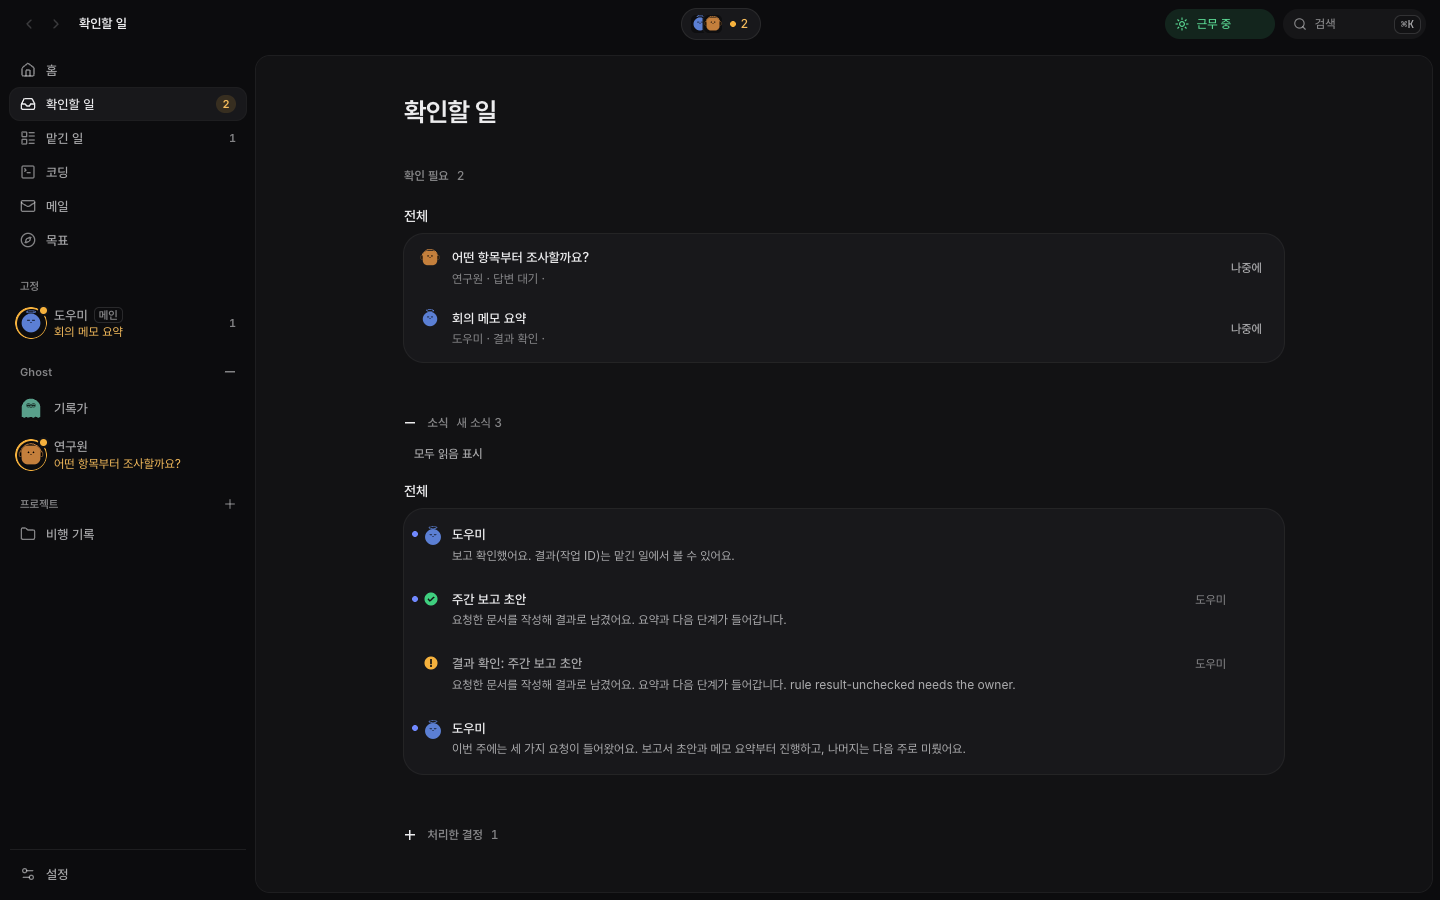 확인할 일
2
근무 중
검색
⌘K
홈
확인할 일 2
맡긴 일 1
코딩
메일
목표
고정
도우미 메인
회의 메모 요약
1
Ghost
기록가
연구원
어떤 항목부터 조사할까요?
프로젝트
비행 기록
설정
확인할 일
확인 필요 2
전체
어떤 항목부터 조사할까요?
연구원 · 답변 대기 ·
나중에
회의 메모 요약
도우미 · 결과 확인 ·
나중에
소식 새 소식 3
모두 읽음 표시
전체
도우미
보고 확인했어요. 결과(작업 ID)는 맡긴 일에서 볼 수 있어요.
주간 보고 초안
도우미
요청한 문서를 작성해 결과로 남겼어요. 요약과 다음 단계가 들어갑니다.
결과 확인: 주간 보고 초안
도우미
요청한 문서를 작성해 결과로 남겼어요. 요약과 다음 단계가 들어갑니다. rule result-unchecked needs the owner.
도우미
이번 주에는 세 가지 요청이 들어왔어요. 보고서 초안과 메모 요약부터 진행하고, 나머지는 다음 주로 미뤘어요.
처리한 결정 1